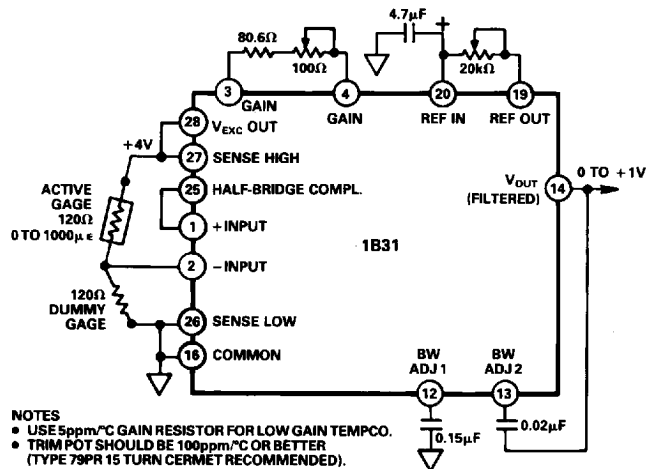 4.7μF
+
80.6Ω
100Ω
20kΩ
3
GAIN
4
GAIN
20
REF IN
19
REF OUT
28
VEXC OUT
+4V
27
SENSE HIGH
25
HALF-BRIDGE COMPL.
ACTIVE
GAGE
120Ω
0 TO 1000με
1
+INPUT
2
–INPUT
120Ω
DUMMY
GAGE
26
SENSE LOW
16
COMMON
1B31
VOUT
(FILTERED)
14
0 TO +1V
BW
ADJ 1
12
0.15μF
BW
ADJ 2
13
0.02μF
NOTES
• USE 5ppm/°C GAIN RESISTOR FOR LOW GAIN TEMPCO.
• TRIM POT SHOULD BE 100ppm/°C OR BETTER
(TYPE 79PR 15 TURN CERMET RECOMMENDED).